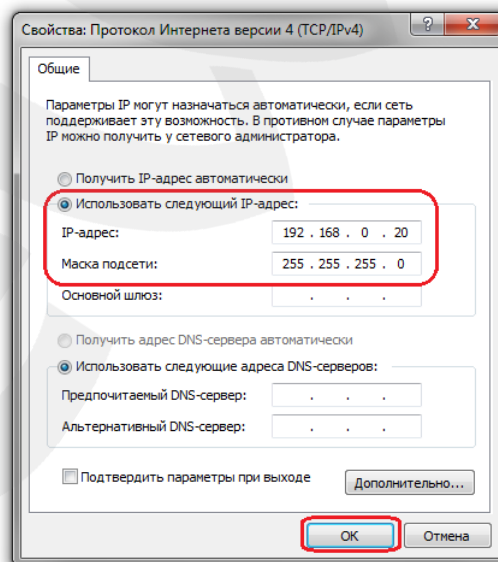 Свойства: Протокол Интернета версии 4 (TCP/IPv4)
Общие
Параметры IP могут назначаться автоматически, если сеть
поддерживает эту возможность. В противном случае параметры
IP можно получить у сетевого администратора.
Получить IP-адрес автоматически
Использовать следующий IP-адрес:
IP-адрес: 192 . 168 . 0 . 20
Маска подсети: 255 . 255 . 255 . 0
Основной шлюз: . . .
Получить адрес DNS-сервера автоматически
Использовать следующие адреса DNS-серверов:
Предпочитаемый DNS-сервер: . . .
Альтернативный DNS-сервер: . . .
Подтвердить параметры при выходе
Дополнительно...
ОК Отмена